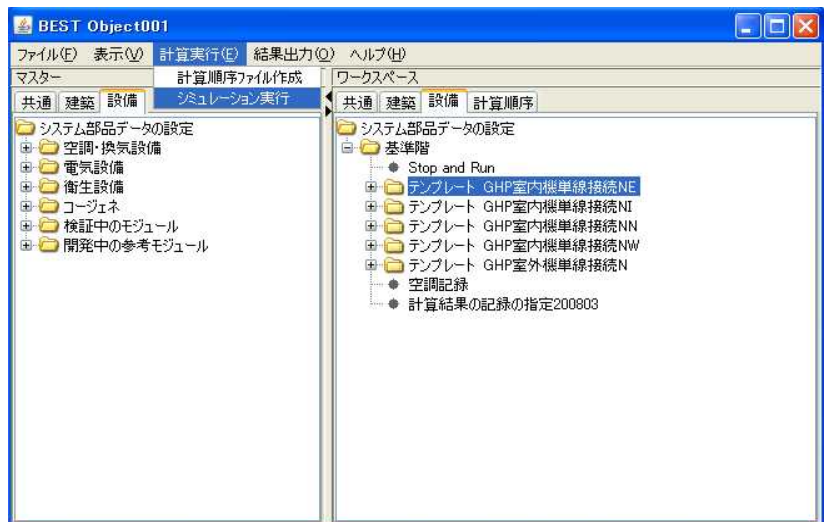 BEST Object001
ファイル(F) 表示(V) 計算実行(E) 結果出力(O) ヘルプ(H)
マスター
計算順序ファイル作成
シミュレーション実行
共通 建築 設備
システム部品データの設定
空調・換気設備
電気設備
衛生設備
コージェネ
検証中のモジュール
開発中の参考モジュール
ワークスペース
共通 建築 設備 計算順序
システム部品データの設定
基準階
Stop and Run
テンプレート GHP室内機単線接続NE
テンプレート GHP室内機単線接続NI
テンプレート GHP室内機単線接続NN
テンプレート GHP室内機単線接続NW
テンプレート GHP室外機単線接続N
空調記録
計算結果の記録の指定200803